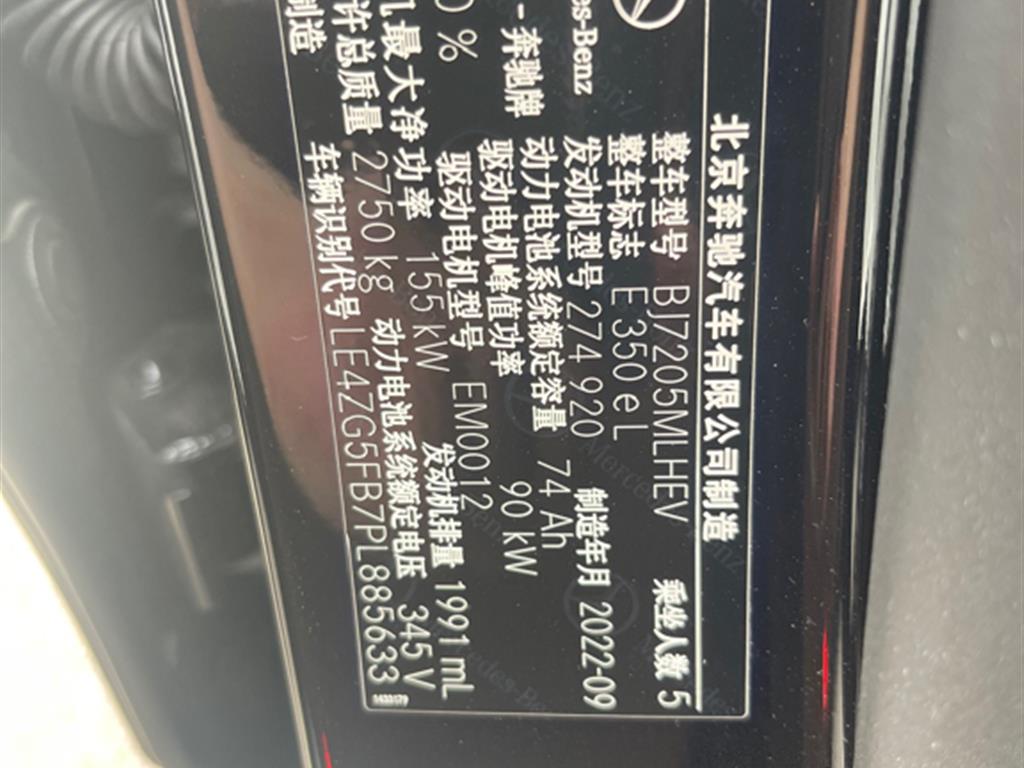 北京奔驰汽车有限公司制造
整车型号 BJ7205MLHEV 乘坐人数 5
整车标志 E 350 e L
des-Benz 发动机型号 274 920 制造年月 2022-09
- 奔驰牌 动力电池系统额定容量 74 Ah
驱动电机峰值功率 90 kW
0 % 驱动电机型号 EM0012
机最大净功率 155 kW 发动机排量 1991 mL
许总质量 2750 kg 动力电池系统额定电压 345 V
制造 车辆识别代号 LE4ZG5FB7PL885633
1433179